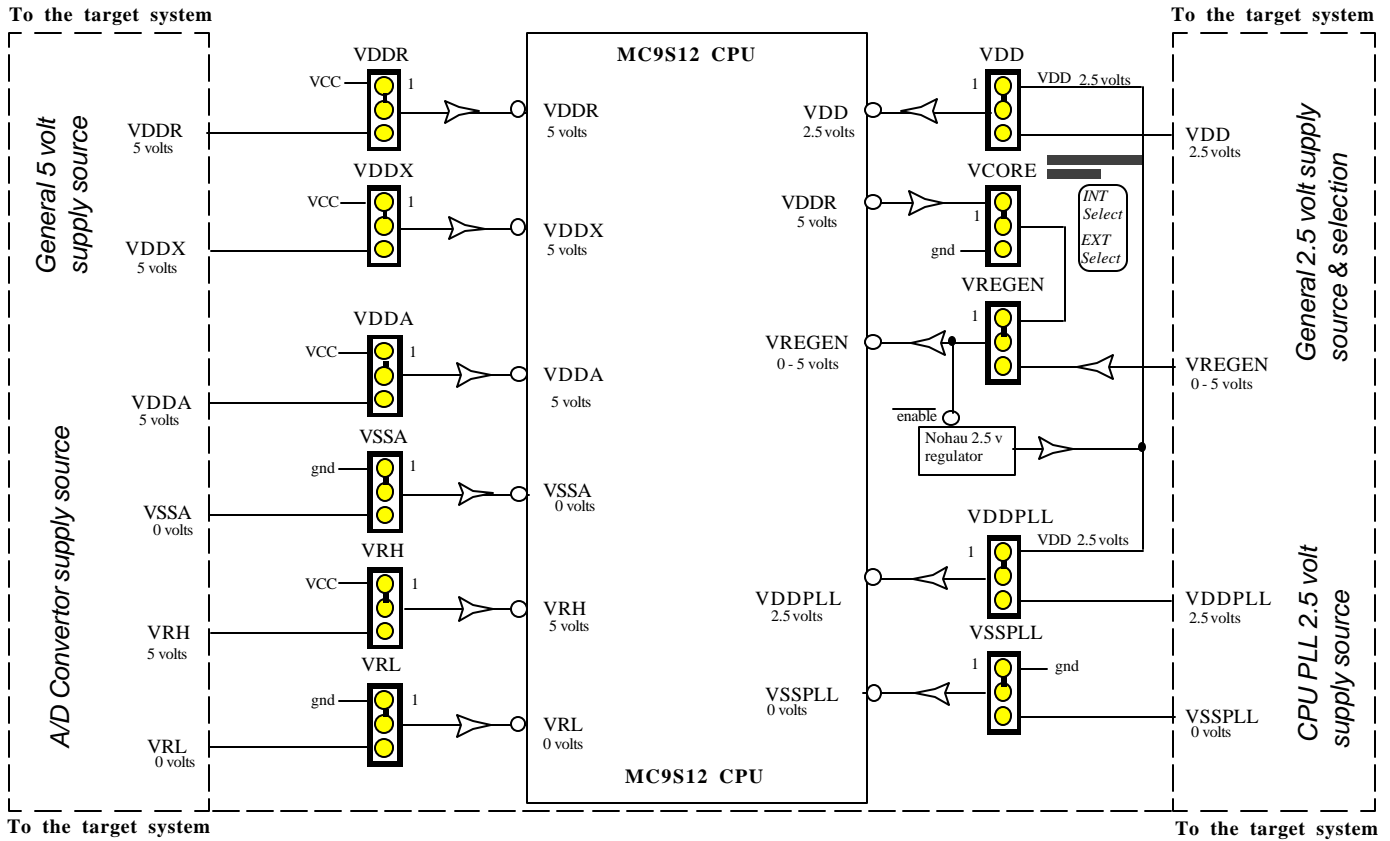 To the target system
To the target system
General 5 volt
supply source
A/D Convertor supply source
VDDR
5 volts
VDDX
5 volts
VDDA
5 volts
VSSA
0 volts
VRH
5 volts
VRL
0 volts
VDDR
VCC
1
VDDX
VCC
1
VDDA
VCC
1
VSSA
gnd
1
VRH
VCC
1
VRL
gnd
1
MC9S12 CPU
VDDR
5 volts
VDDX
5 volts
VDDA
5 volts
VSSA
0 volts
VRH
5 volts
VRL
0 volts
VDD
2.5 volts
VDDR
5 volts
VREGEN
0 - 5 volts
VDDPLL
2.5 volts
VSSPLL
0 volts
MC9S12 CPU
VDD
1
VDD 2.5 volts
VCORE
1
gnd
INT
Select
EXT
Select
VREGEN
1
enable
Nohau 2.5 v
regulator
VDDPLL
1
VDD 2.5 volts
VSSPLL
1
gnd
VDD
2.5 volts
VREGEN
0 - 5 volts
VDDPLL
2.5 volts
VSSPLL
0 volts
General 2.5 volt supply
source & selection
CPU PLL 2.5 volt
supply source
To the target system
To the target system